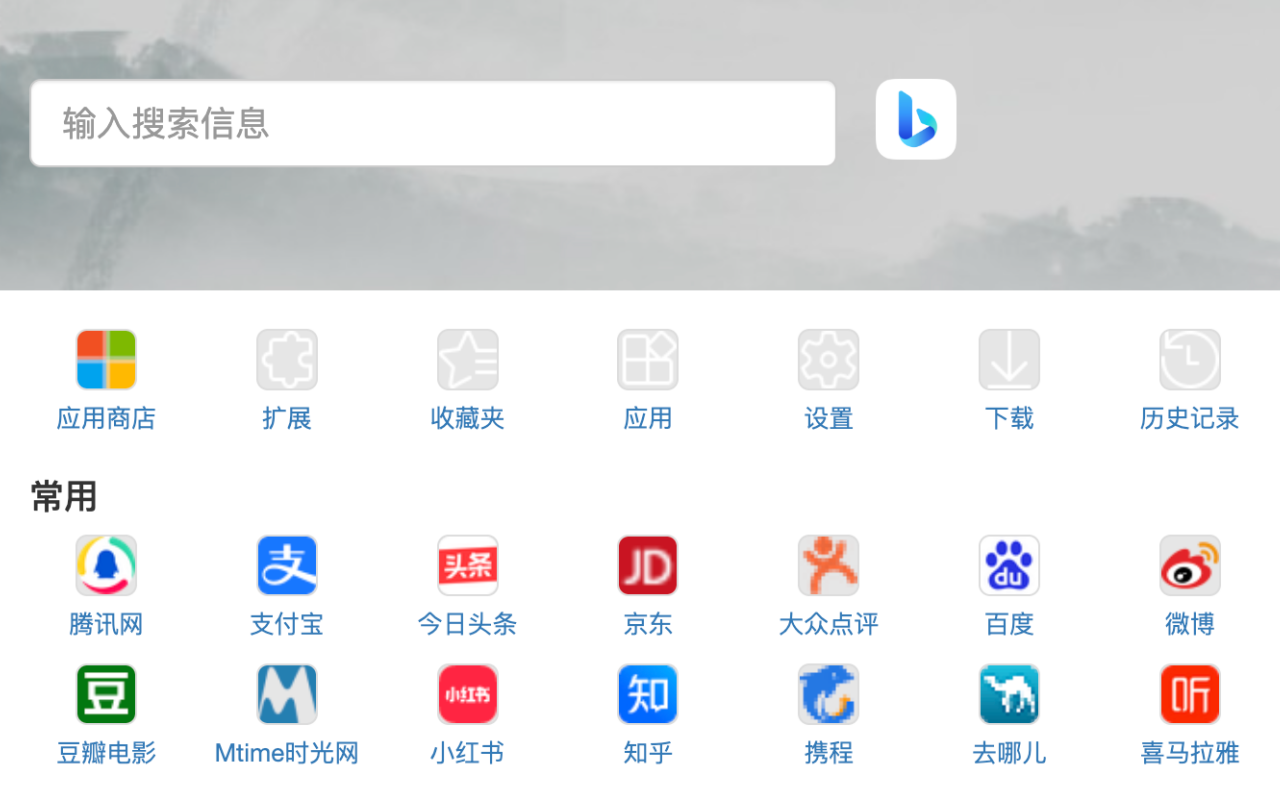 输入搜索信息
应用商店 扩展 收藏夹 应用 设置 下载 历史记录
常用
支 头条 JD du
腾讯网 支付宝 今日头条 京东 大众点评 百度 微博
豆 小红书 知 听
豆瓣电影 Mtime时光网 小红书 知乎 携程 去哪儿 喜马拉雅